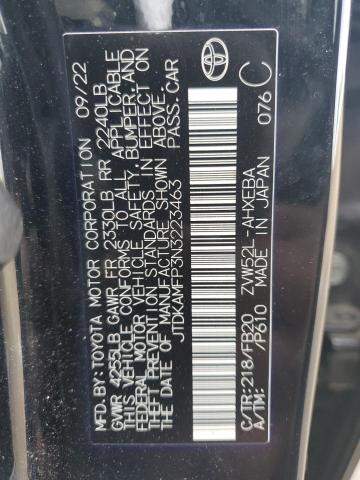 MFD.BY:TOYOTA MOTOR CORPORATION 09/22
GVWR 4255LB GAWR FR 2330LB RR 2240LB
THIS VEHICLE CONFORMS TO ALL APPLICABLE
FEDERAL MOTOR VEHICLE SAFETY, BUMPER, AND
THEFT PREVENTION STANDARDS IN EFFECT ON
THE DATE OF MANUFACTURE SHOWN ABOVE.
JTDKAMFP3N3223463 PASS. CAR
C/TR:218/FB20 ZVW52L-AHXEBA
A/TM: /P610 MADE IN JAPAN 076 C